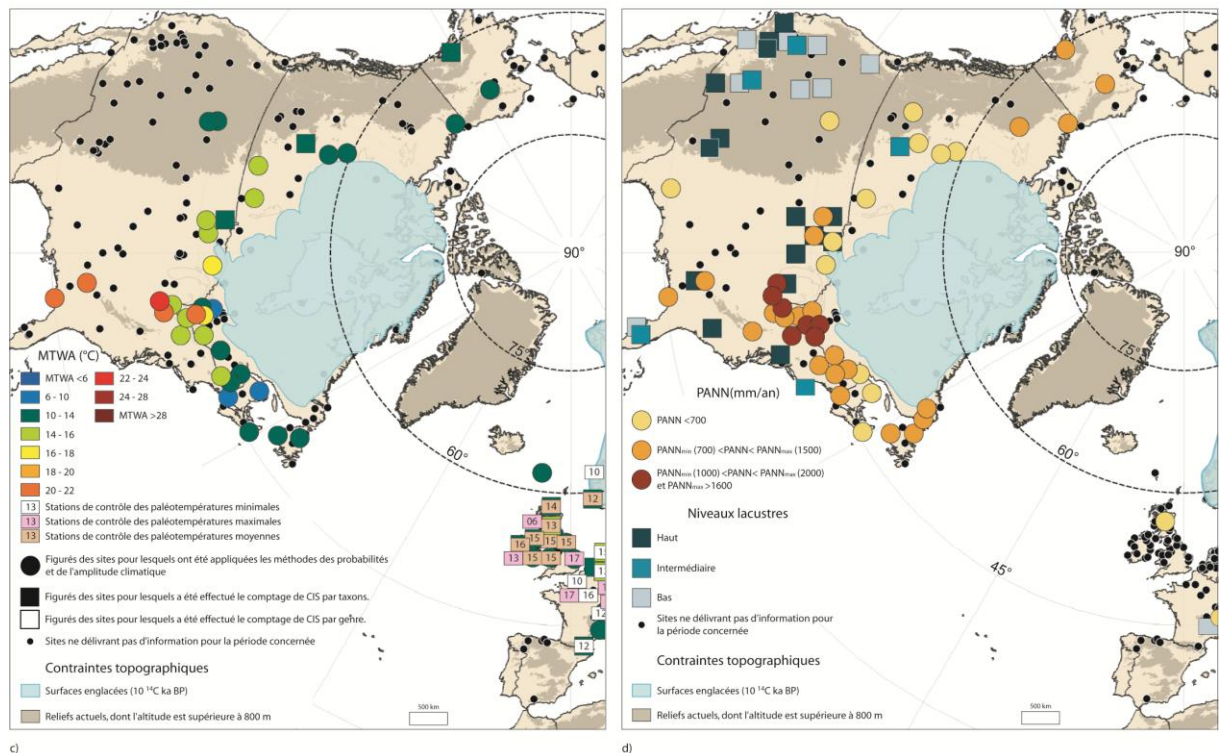 90°
75°
60°
MTWA (°C)
MTWA <6
22 - 24
6 - 10
24 - 28
10 - 14
MTWA >28
14 - 16
16 - 18
18 - 20
20 - 22
13 Stations de contrôle des paléotempératures minimales
13 Stations de contrôle des paléotempératures maximales
13 Stations de contrôle des paléotempératures moyennes
Figurés des sites pour lesquels ont été appliquées les méthodes des probabilités
et de l'amplitude climatique
Figurés des sites pour lesquels a été effectué le comptage de CIS par taxons.
Figurés des sites pour lesquels a été effectué le comptage de CIS par genre.
Sites ne délivrant pas d'information pour la période concernée
Contraintes topographiques
Surfaces englacées (10 ¹⁴C ka BP)
Reliefs actuels, dont l'altitude est supérieure à 800 m
500 km
10
12
14
06 13
16 15 15 15
13 15 15 17
10
17 16
12
12
c)
90°
75°
60°
45°
PANN(mm/an)
PANN <700
PANNmin (700) <PANN< PANNmax (1500)
PANNmin (1000) <PANN< PANNmax (2000)
et PANNmax >1600
Niveaux lacustres
Haut
Intermédiaire
Bas
Sites ne délivrant pas d'information pour
la période concernée
Contraintes topographiques
Surfaces englacées (10 ¹⁴C ka BP)
Reliefs actuels, dont l'altitude est supérieure à 800 m
500 km
d)